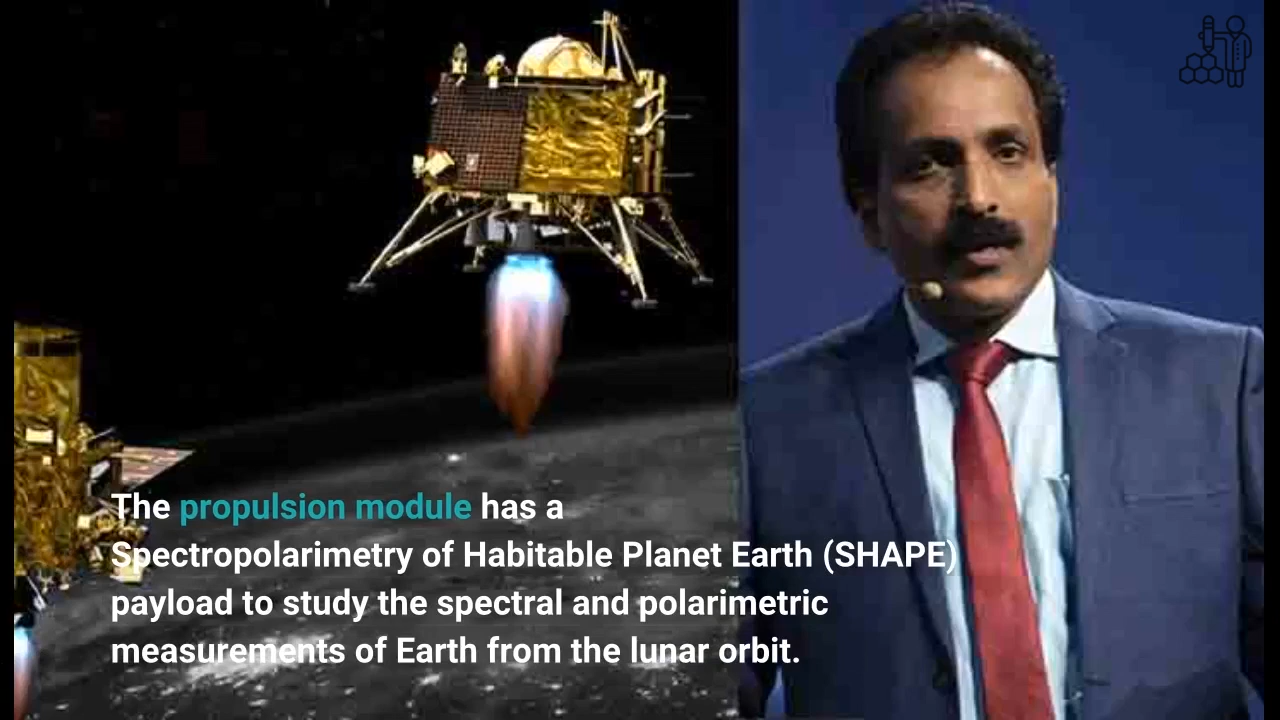 The propulsion module has a
Spectropolarimetry of Habitable Planet Earth (SHAPE)
payload to study the spectral and polarimetric
measurements of Earth from the lunar orbit.